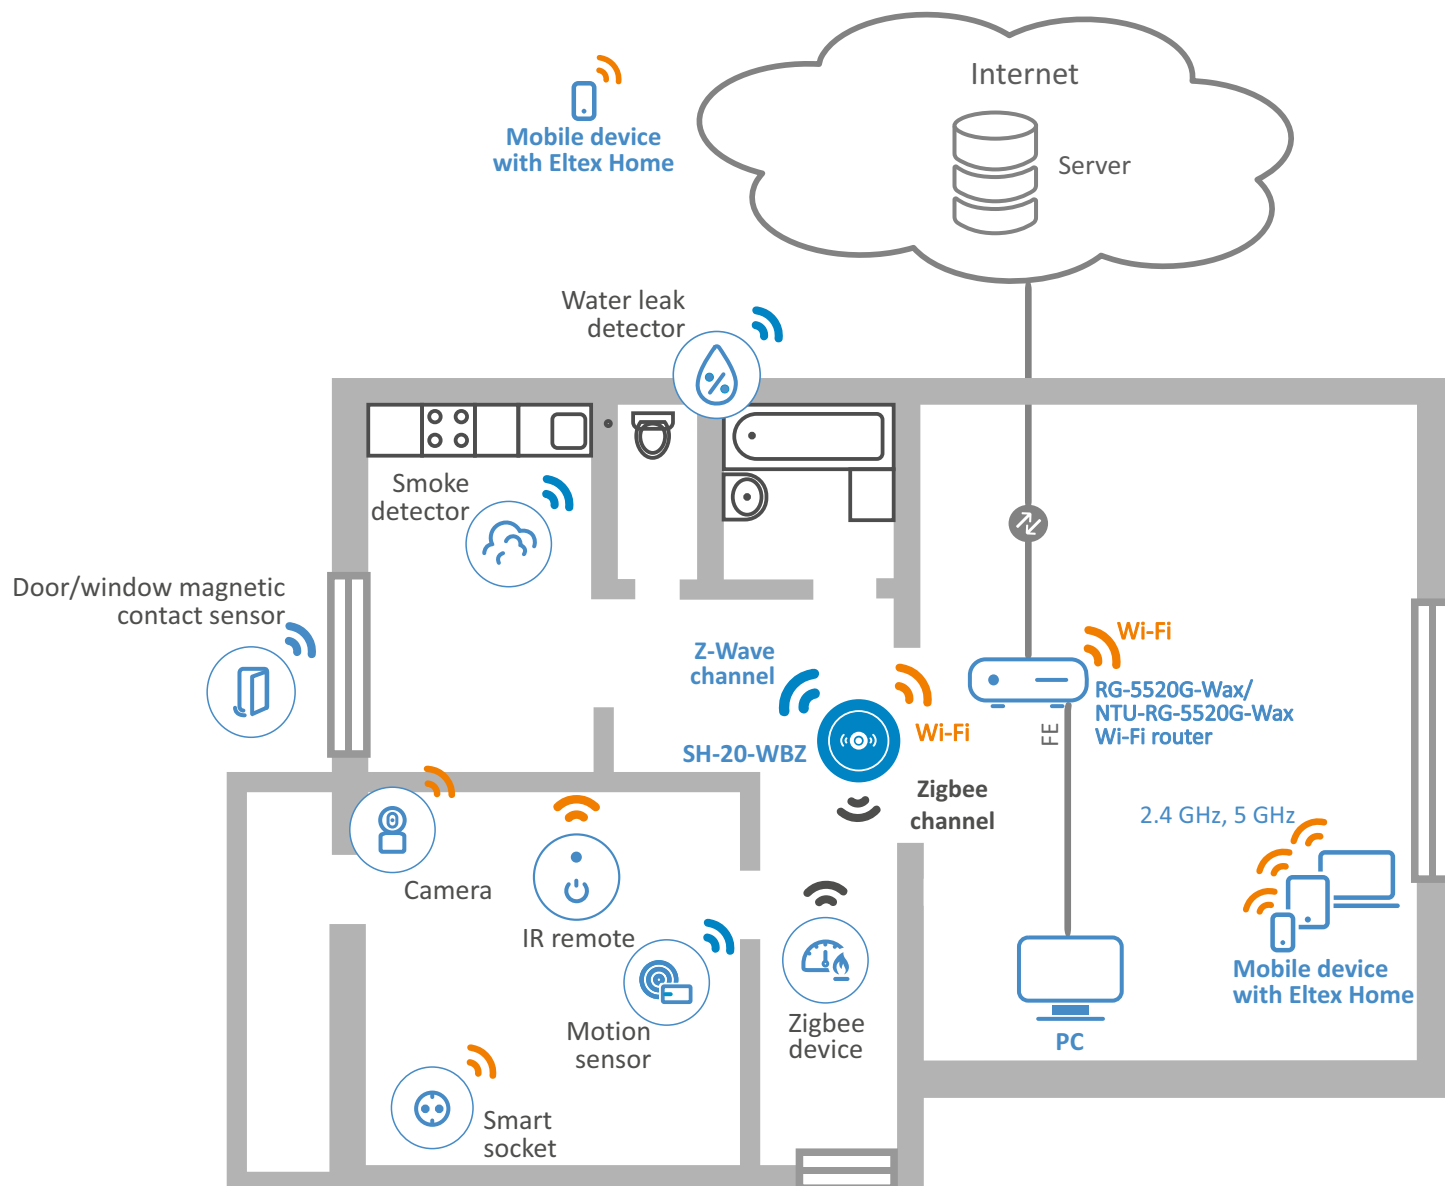 Internet
Server
Mobile device
with Eltex Home
Water leak
detector
Smoke
detector
Door/window magnetic
contact sensor
Z-Wave
channel
Wi-Fi
SH-20-WBZ
Wi-Fi
RG-5520G-Wax/
NTU-RG-5520G-Wax
Wi-Fi router
FE
Zigbee
channel
2.4 GHz, 5 GHz
Camera
IR remote
Motion
sensor
Zigbee
device
Mobile device
with Eltex Home
PC
Smart
socket